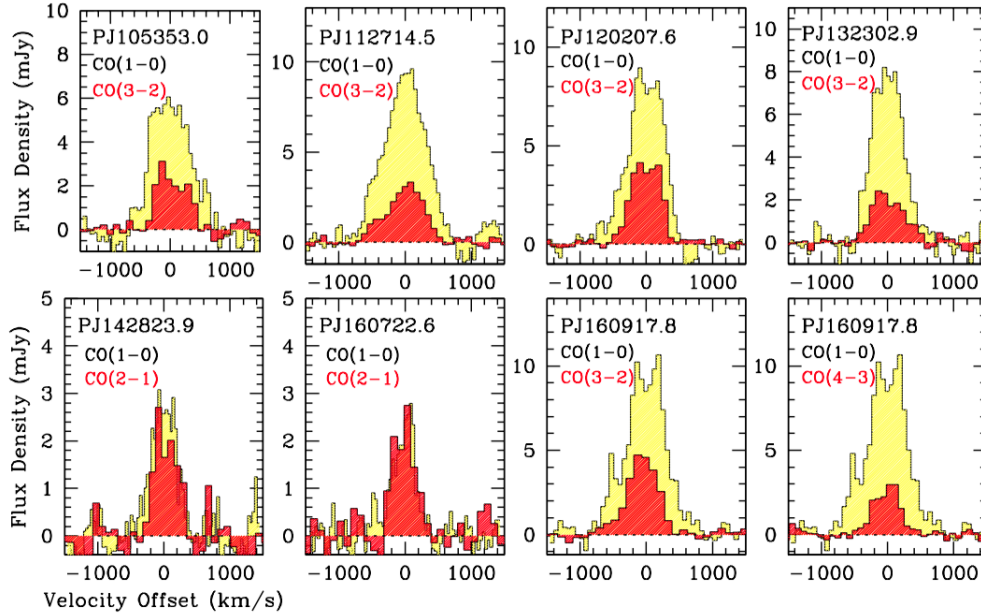 PJ105353.0
CO(1−0)
CO(3−2)
PJ112714.5
CO(1−0)
CO(3−2)
PJ120207.6
CO(1−0)
CO(3−2)
PJ132302.9
CO(1−0)
CO(3−2)
Flux Density (mJy)
10
8
6
4
2
0
10
5
0
12
8
4
0
10
8
6
4
2
0
−1000 0 1000
−1000 0 1000
−1000 0 1000
−1000 0 1000
PJ142823.9
CO(1−0)
CO(2−1)
PJ160722.6
CO(1−0)
CO(2−1)
PJ160917.8
CO(1−0)
CO(3−2)
PJ160917.8
CO(1−0)
CO(4−3)
Flux Density (mJy)
5
4
3
2
1
0
5
4
3
2
1
0
10
5
0
10
5
0
−1000 0 1000
−1000 0 1000
−1000 0 1000
−1000 0 1000
Velocity Offset (km/s)